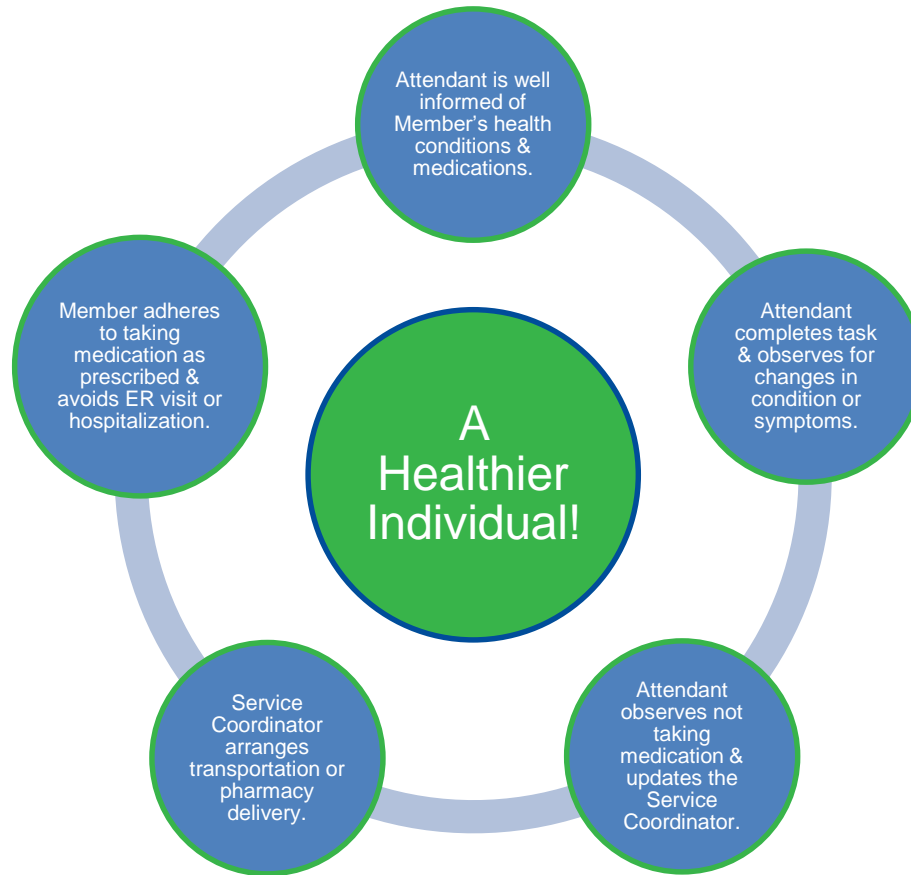 Attendant is well
informed of
Member’s health
conditions &
medications.
Attendant
completes task
& observes for
changes in
condition or
symptoms.
Attendant
observes not
taking
medication &
updates the
Service
Coordinator.
Service
Coordinator
arranges
transportation or
pharmacy
delivery.
Member adheres
to taking
medication as
prescribed &
avoids ER visit or
hospitalization.
A
Healthier
Individual!